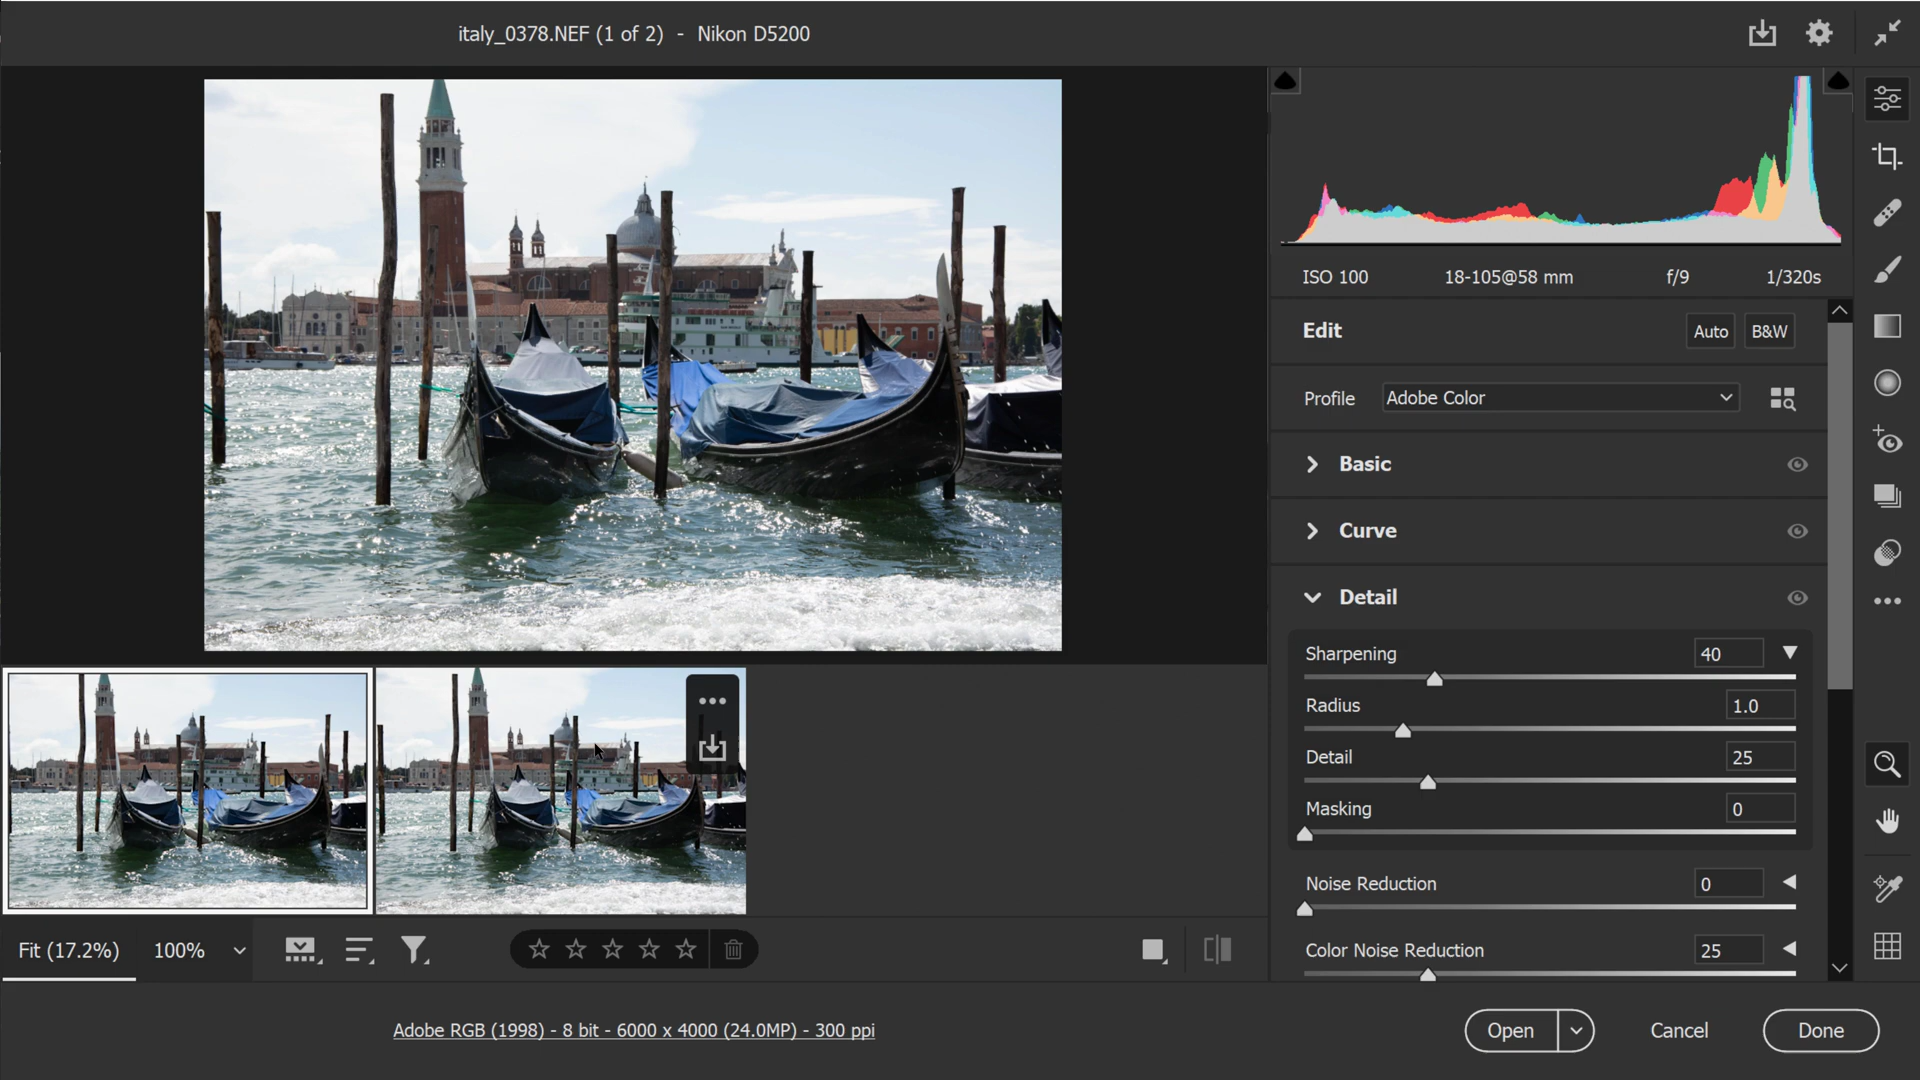 italy_0378.NEF (1 of 2) - Nikon D5200
ISO 100 18-105@58 mm f/9 1/320s
Edit Auto B&W
Profile Adobe Color
Basic
Curve
Detail
Sharpening 40
Radius 1.0
Detail 25
Masking 0
Noise Reduction 0
Color Noise Reduction 25
Fit (17.2%) 100%
Adobe RGB (1998) - 8 bit - 6000 x 4000 (24.0MP) - 300 ppi
Open Cancel Done